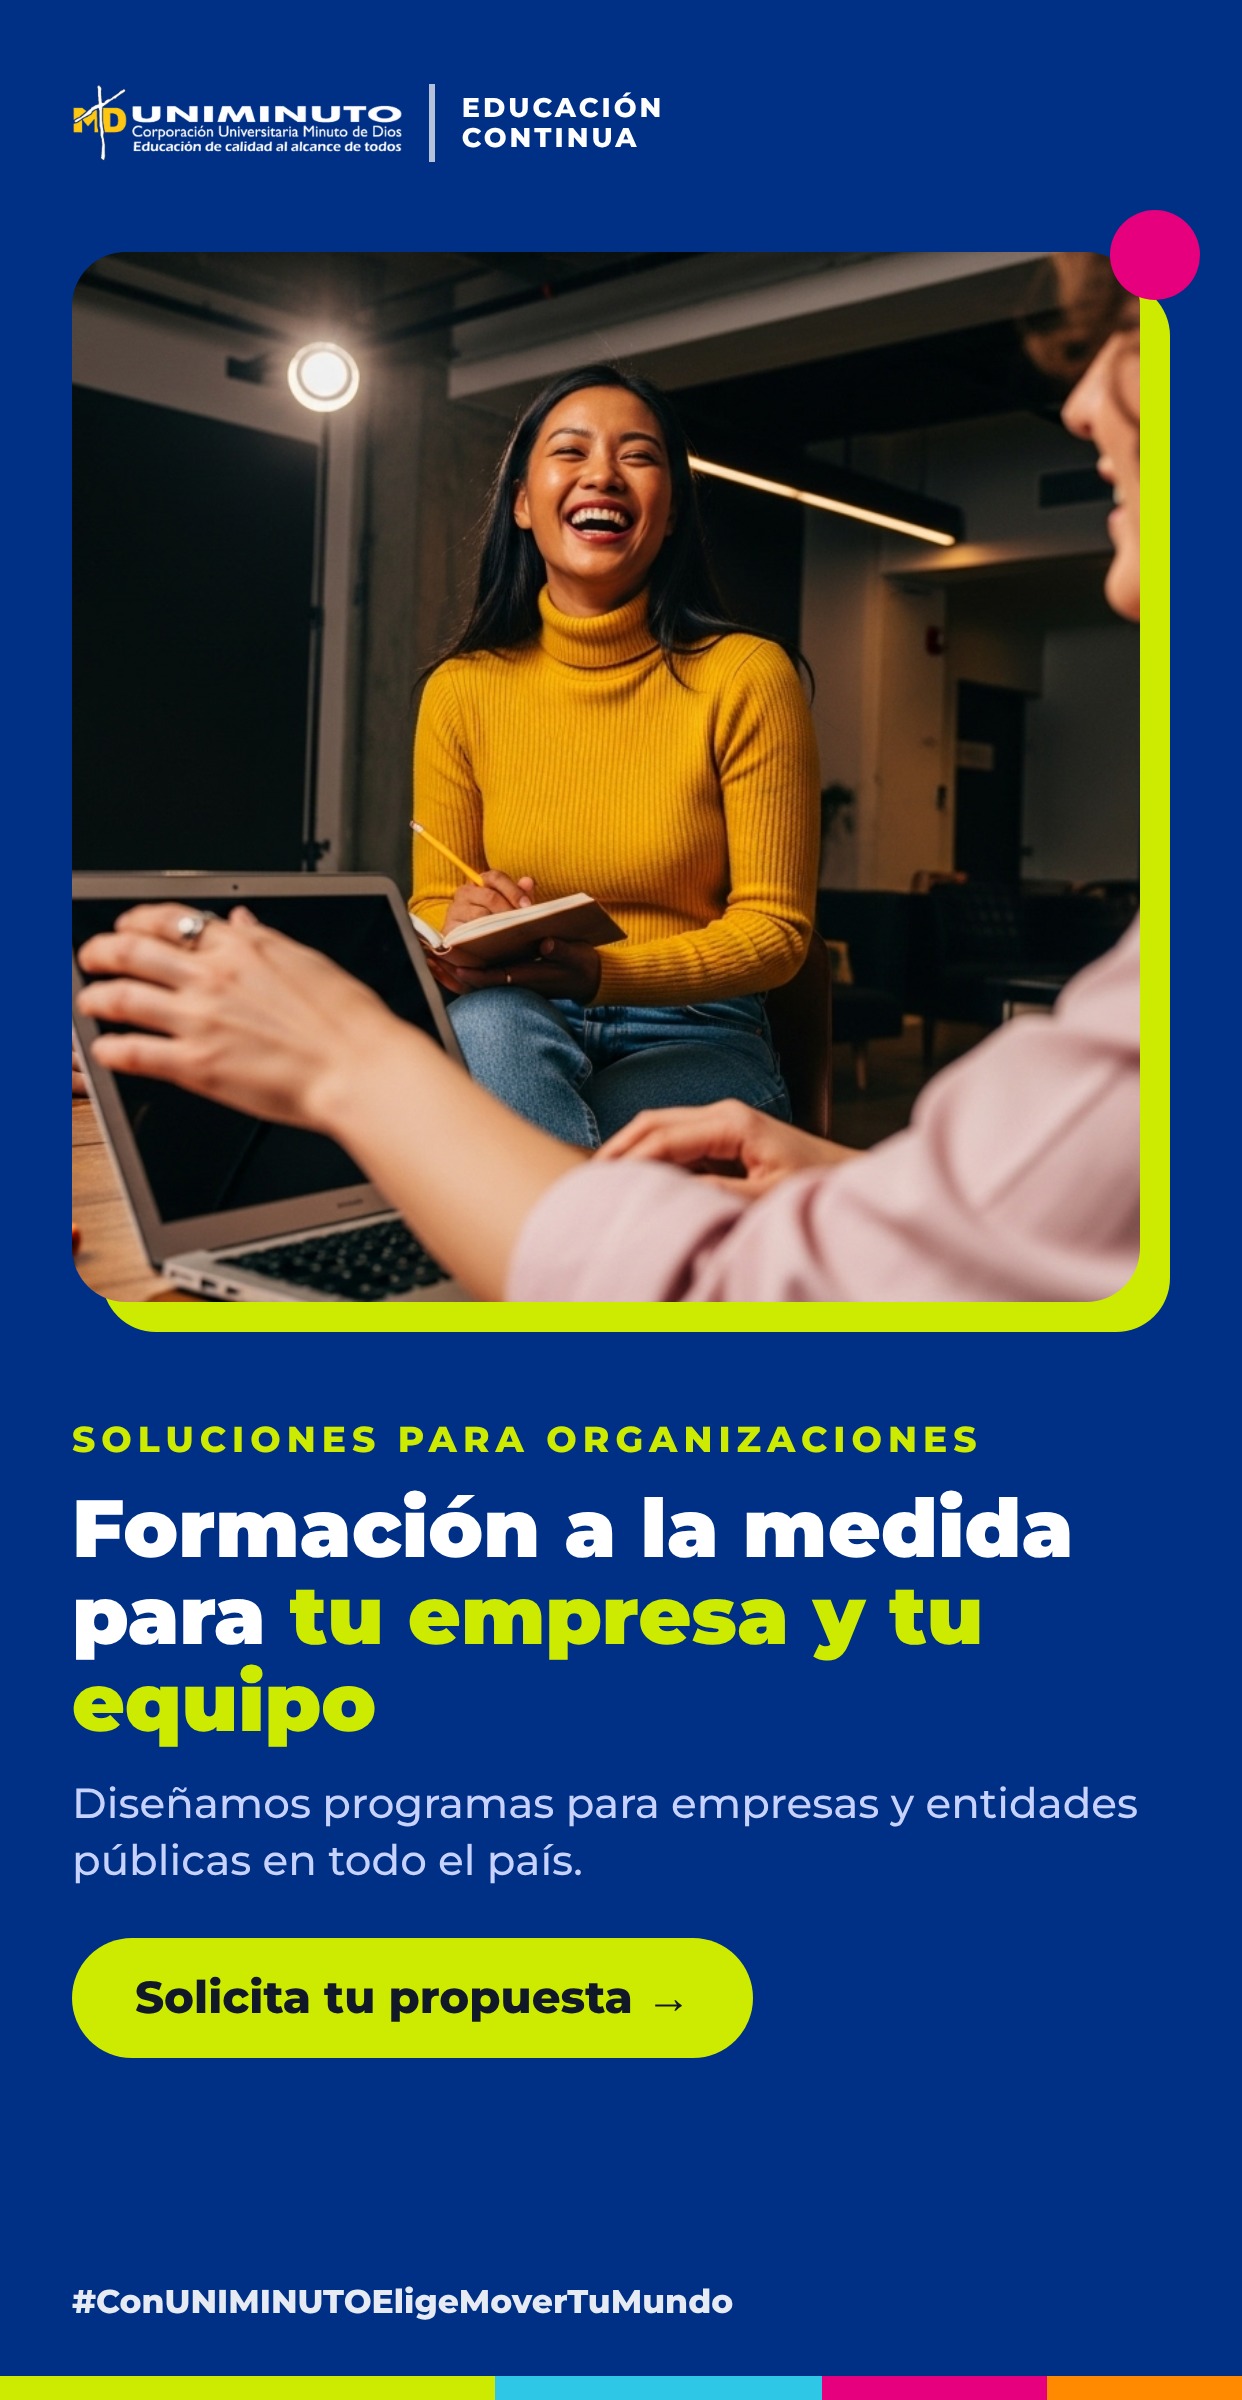 MD UNIMINUTO
Corporación Universitaria Minuto de Dios
Educación de calidad al alcance de todos
EDUCACIÓN
CONTINUA
SOLUCIONES PARA ORGANIZACIONES
Formación a la medida
para tu empresa y tu
equipo
Diseñamos programas para empresas y entidades
públicas en todo el país.
Solicita tu propuesta →
#ConUNIMINUTOEligeMoverTuMundo